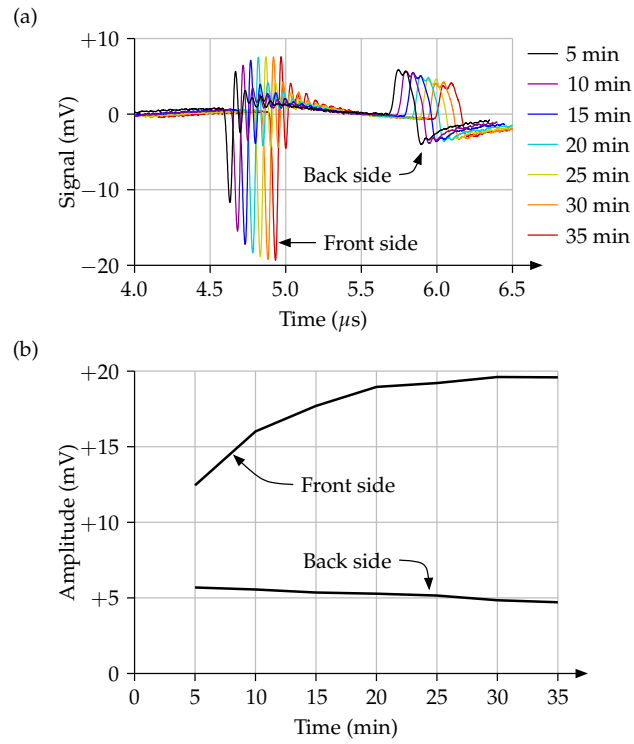 (a)
+10
0
−10
−20
Signal (mV)
4.0 4.5 5.0 5.5 6.0 6.5
Time (μs)
Back side
Front side
5 min
10 min
15 min
20 min
25 min
30 min
35 min
(b)
+20
+15
+10
+5
0
Amplitude (mV)
Front side
Back side
0 5 10 15 20 25 30 35
Time (min)